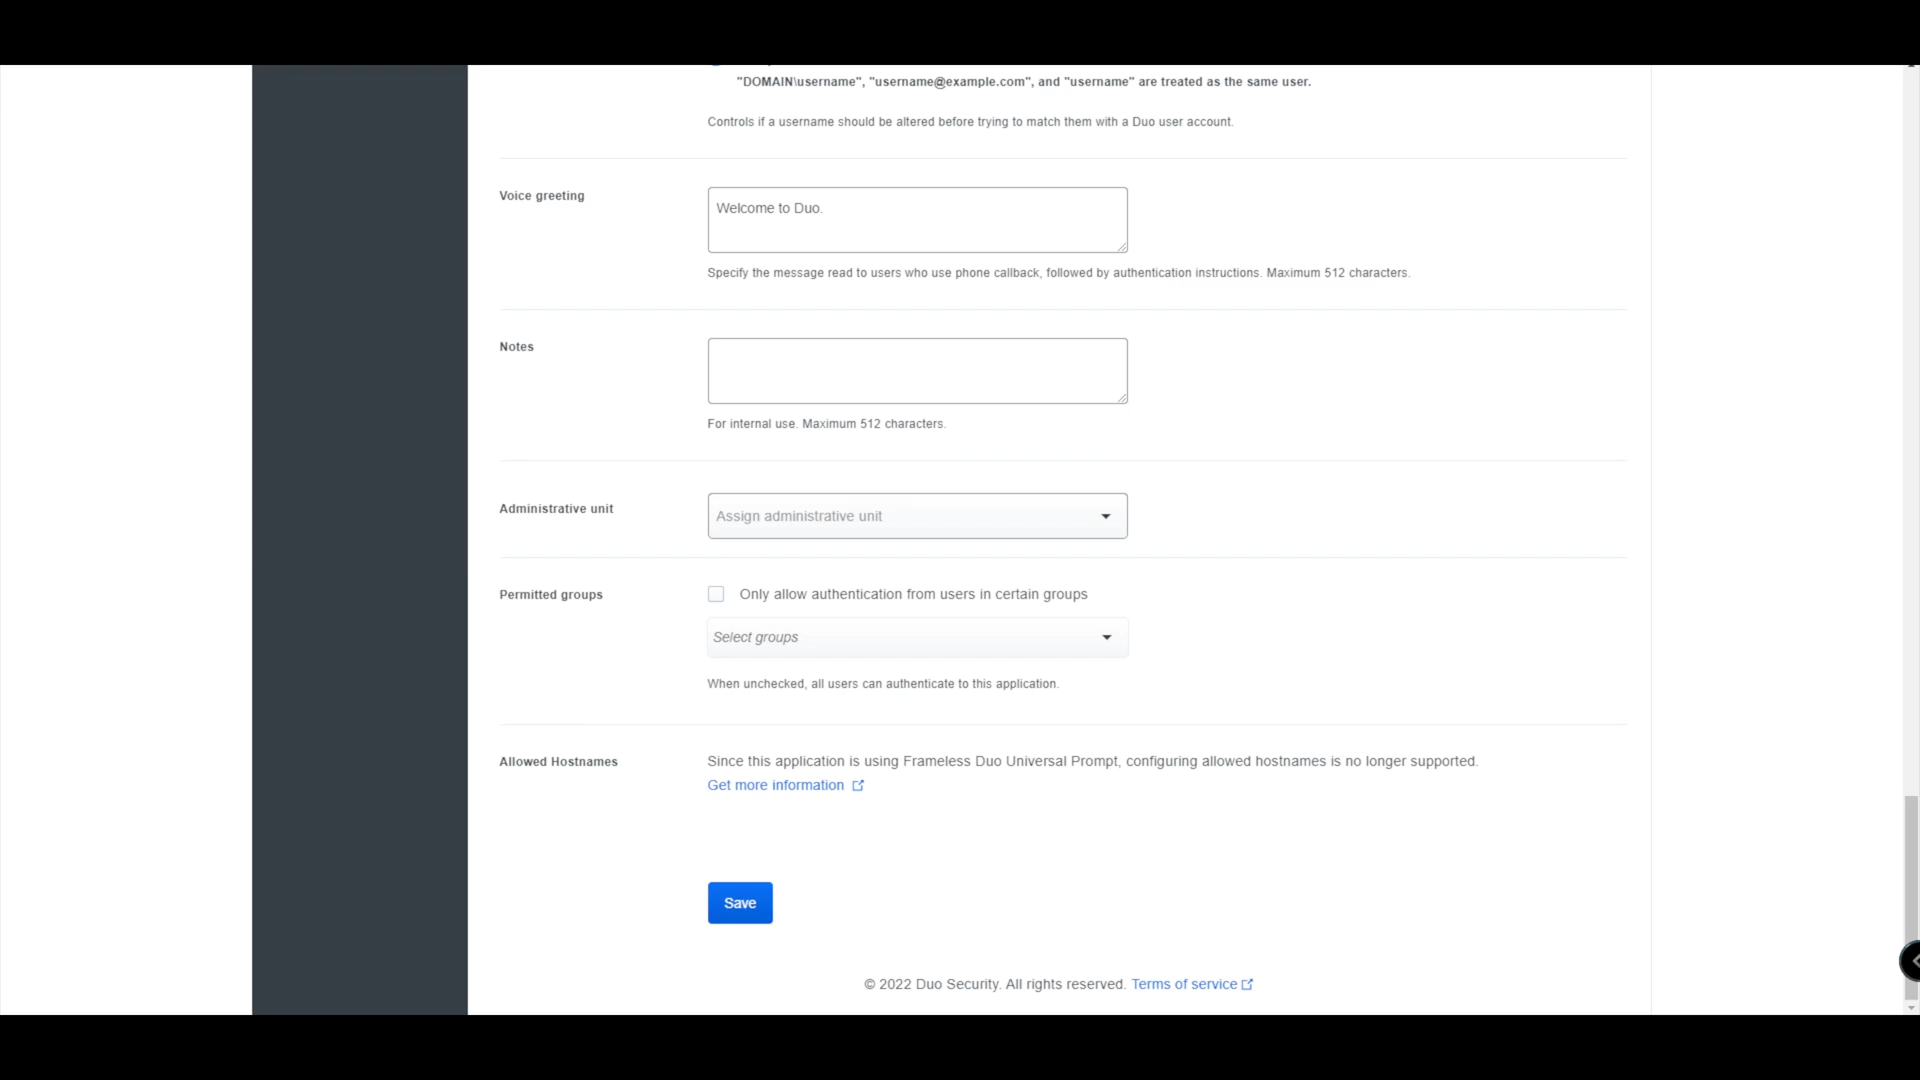 "DOMAIN\username", "username@example.com", and "username" are treated as the same user.
Controls if a username should be altered before trying to match them with a Duo user account.
Voice greeting
Welcome to Duo.
Specify the message read to users who use phone callback, followed by authentication instructions. Maximum 512 characters.
Notes
For internal use. Maximum 512 characters.
Administrative unit
Assign administrative unit
Permitted groups
Only allow authentication from users in certain groups
Select groups
When unchecked, all users can authenticate to this application.
Allowed Hostnames
Since this application is using Frameless Duo Universal Prompt, configuring allowed hostnames is no longer supported.
Get more information
Save
© 2022 Duo Security. All rights reserved. Terms of service